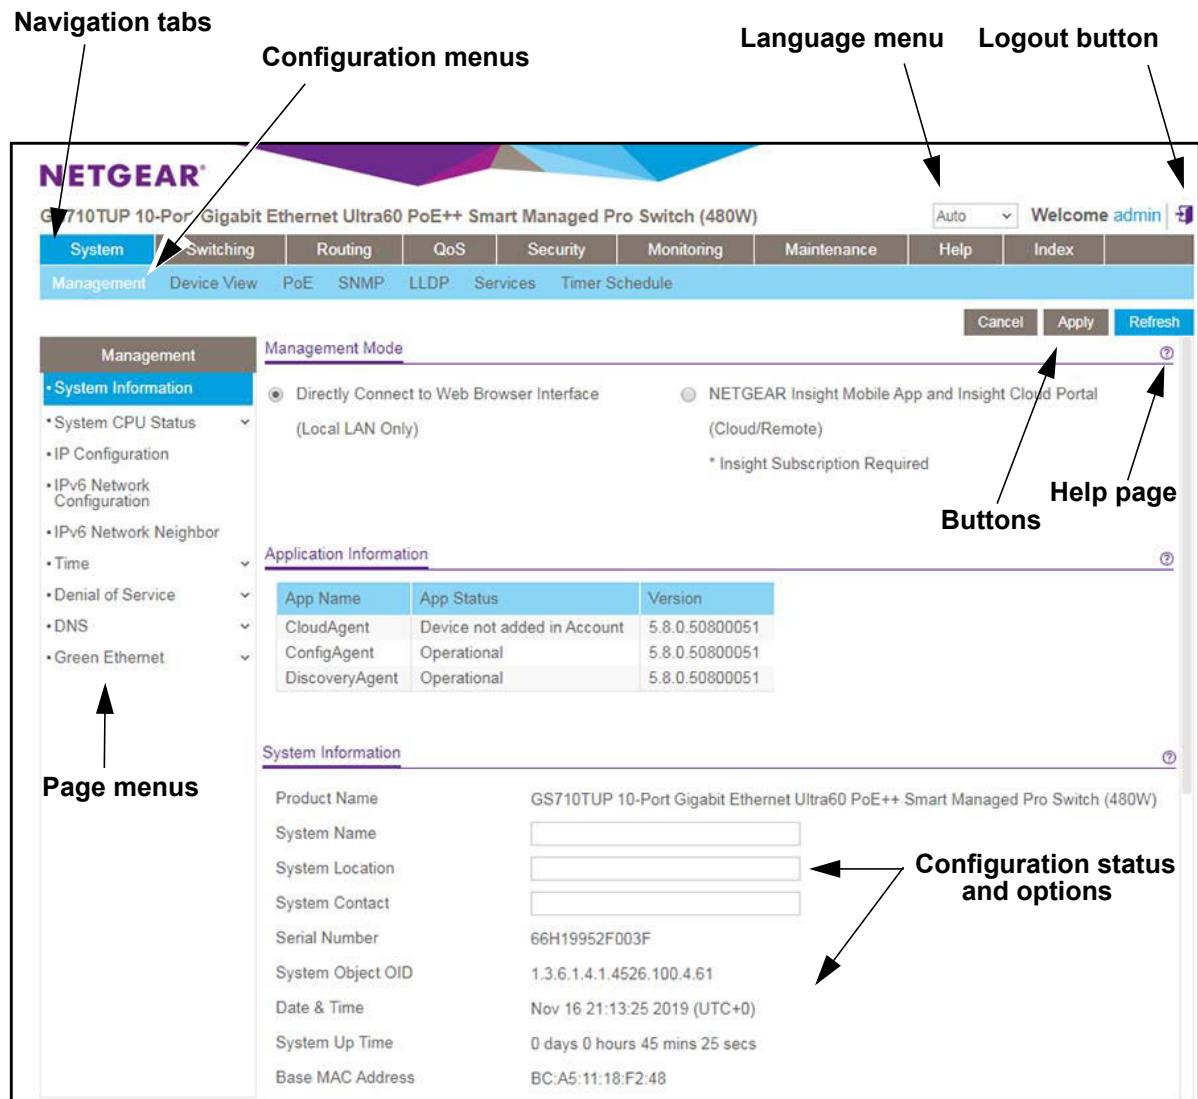 Navigation tabs
Configuration menus
Language menu
Logout button
NETGEAR®
GS710TUP 10-Port Gigabit Ethernet Ultra60 PoE++ Smart Managed Pro Switch (480W)
Auto
Welcome admin
System Switching Routing QoS Security Monitoring Maintenance Help Index
Management Device View PoE SNMP LLDP Services Timer Schedule
Cancel Apply Refresh
Management
• System Information
• System CPU Status
• IP Configuration
• IPv6 Network
Configuration
• IPv6 Network Neighbor
• Time
• Denial of Service
• DNS
• Green Ethernet
Page menus
Management Mode
?
Directly Connect to Web Browser Interface
(Local LAN Only)
NETGEAR Insight Mobile App and Insight Cloud Portal
(Cloud/Remote)
* Insight Subscription Required
Buttons
Help page
Application Information
?
App Name App Status Version
CloudAgent Device not added in Account 5.8.0.50800051
ConfigAgent Operational 5.8.0.50800051
DiscoveryAgent Operational 5.8.0.50800051
System Information
?
Product Name GS710TUP 10-Port Gigabit Ethernet Ultra60 PoE++ Smart Managed Pro Switch (480W)
System Name
System Location
System Contact
Configuration status
and options
Serial Number 66H19952F003F
System Object OID 1.3.6.1.4.1.4526.100.4.61
Date & Time Nov 16 21:13:25 2019 (UTC+0)
System Up Time 0 days 0 hours 45 mins 25 secs
Base MAC Address BC:A5:11:18:F2:48